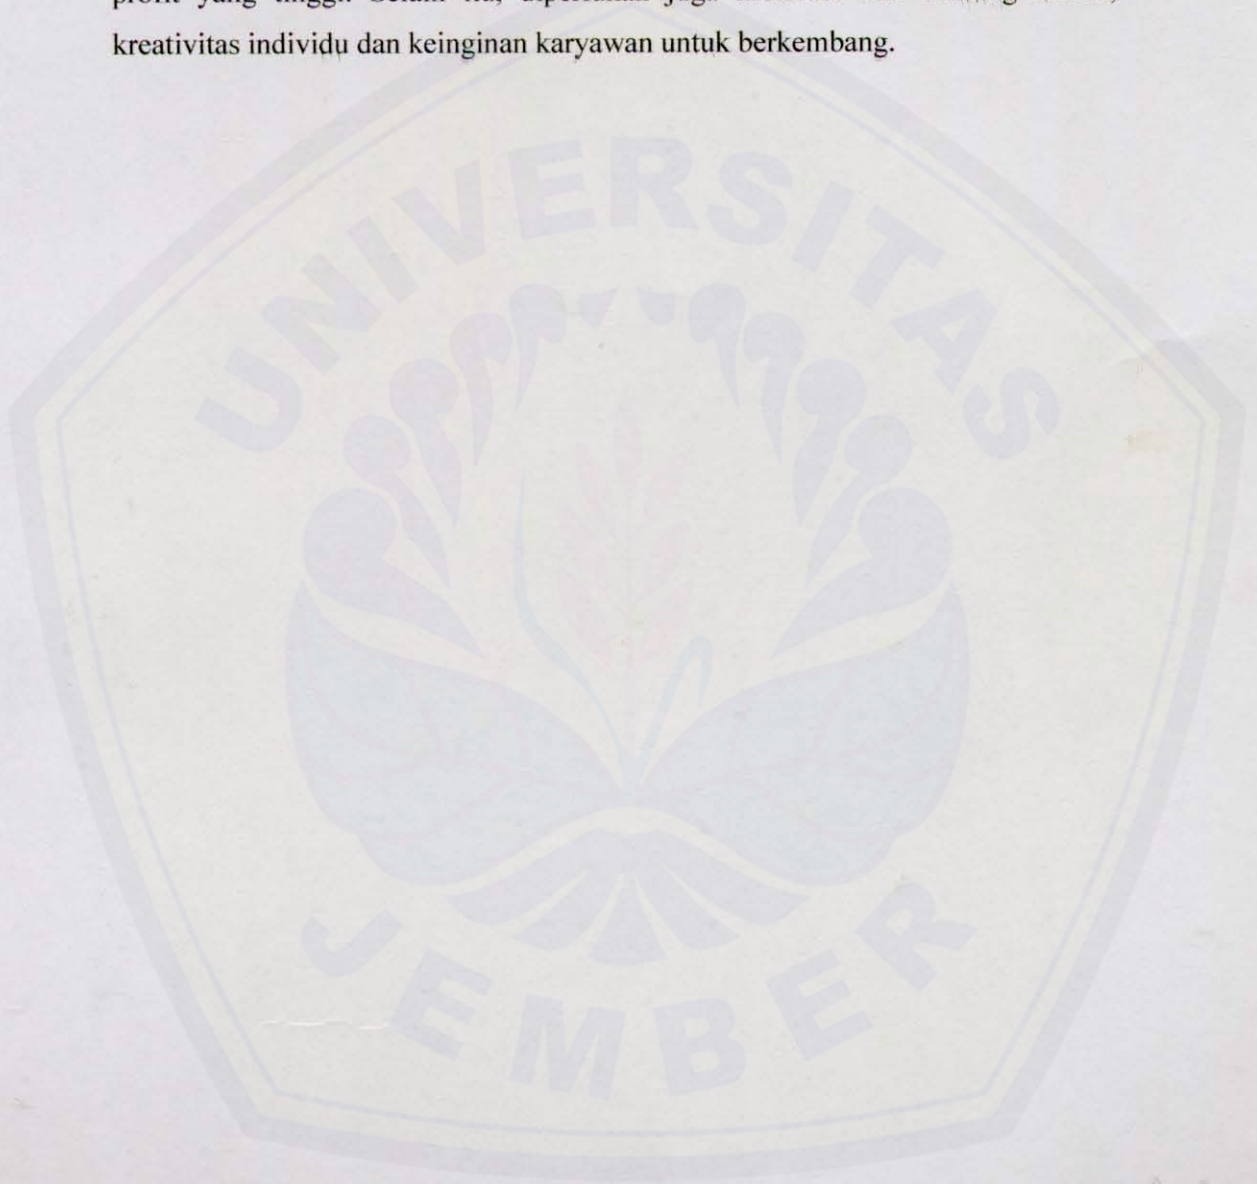 profit yang tinggi. Selain itu, diperlukan juga
kreativitas individu dan keinginan karyawan untuk berkembang.
UNIVERSITAS
JEMBER